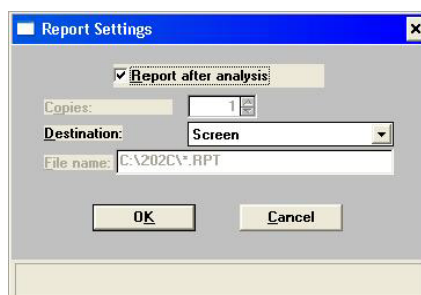 Report Settings
Report after analysis
Copies: 1
Destination: Screen
File name: C:\202C\*.RPT
OK Cancel